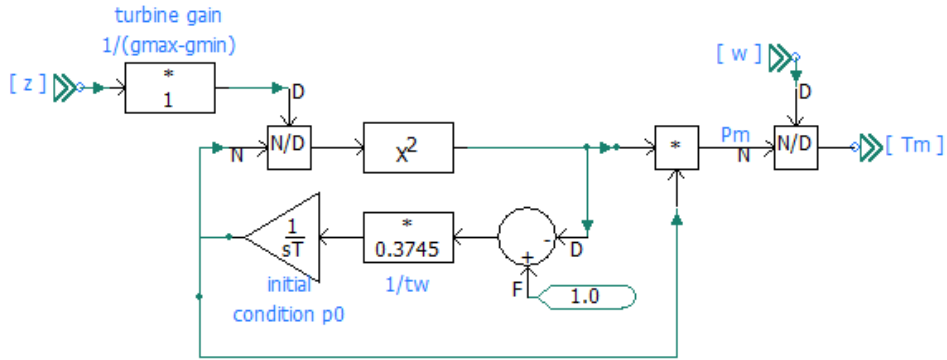 turbine gain
1/(gmax-gmin)
[ z ]
*
1
D
N
N/D
X²
*
Pm
N
[ w ]
D
N/D
[ Tm ]
1
sT
initial
condition p0
*
0.3745
1/tw
-
+
D
F
1.0